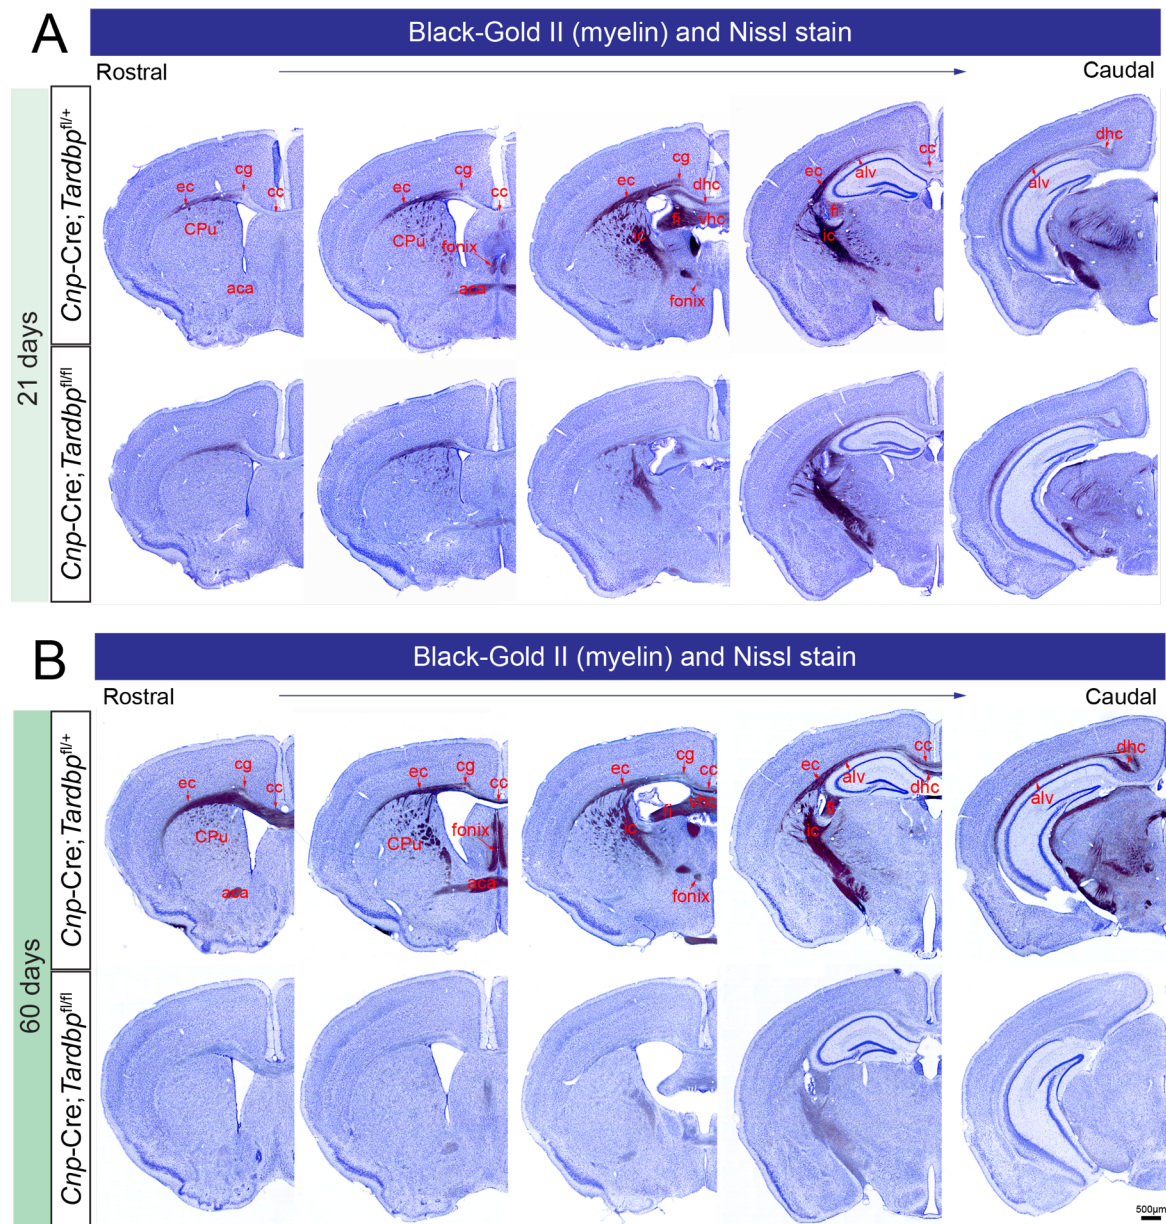 A
Black-Gold II (myelin) and Nissl stain
Rostral
Caudal
21 days
Cnp-Cre;Tardbpfl/+
ec
cg
cc
CPu
aca
ec
cg
cc
CPu
fonix
aca
ec
cg
dhc
ic
fi
vhc
fonix
ec
alv
cc
fi
ic
alv
dhc
Cnp-Cre;Tardbpfl/fl
B
Black-Gold II (myelin) and Nissl stain
Rostral
Caudal
60 days
Cnp-Cre;Tardbpfl/+
ec
cg
cc
CPu
aca
ec
cg
cc
CPu
fonix
aca
ec
cg
cc
ic
fi
vhc
fonix
ec
alv
cc
dhc
fi
ic
alv
dhc
Cnp-Cre;Tardbpfl/fl
500μm